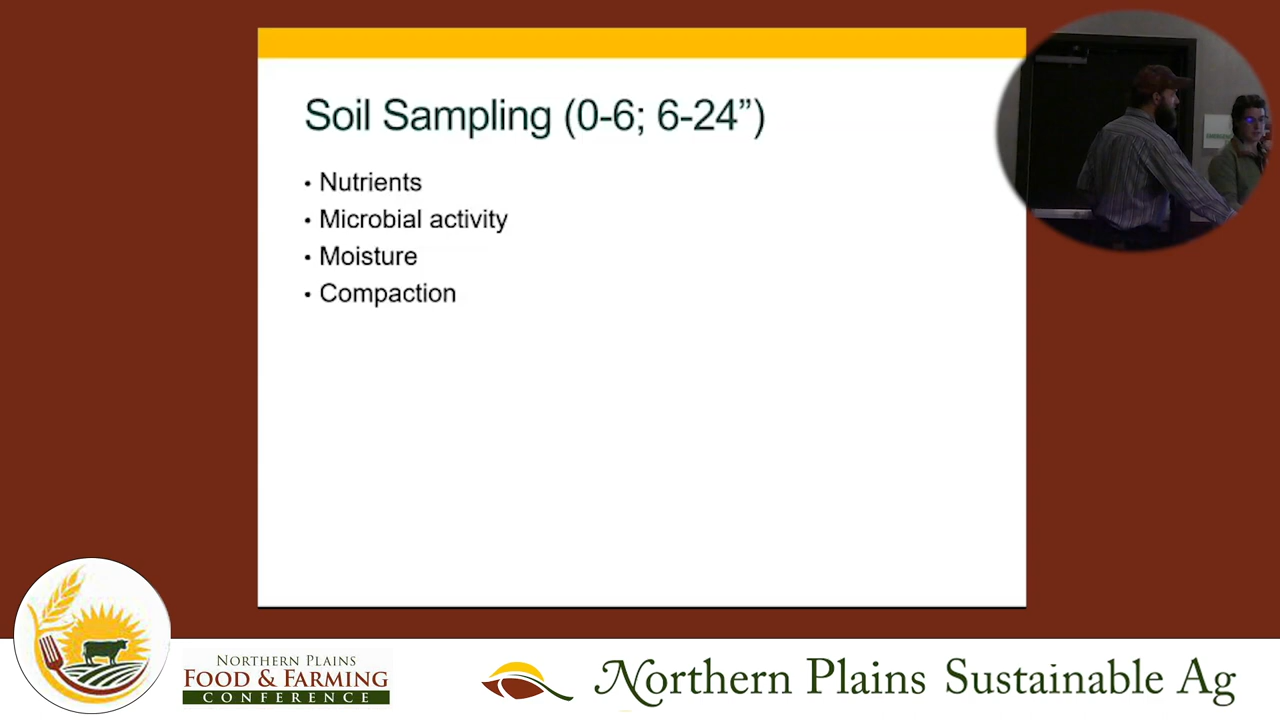 Soil Sampling (0-6; 6-24”)
• Nutrients
• Microbial activity
• Moisture
• Compaction
NORTHERN PLAINS
FOOD & FARMING
CONFERENCE
Northern Plains Sustainable Ag